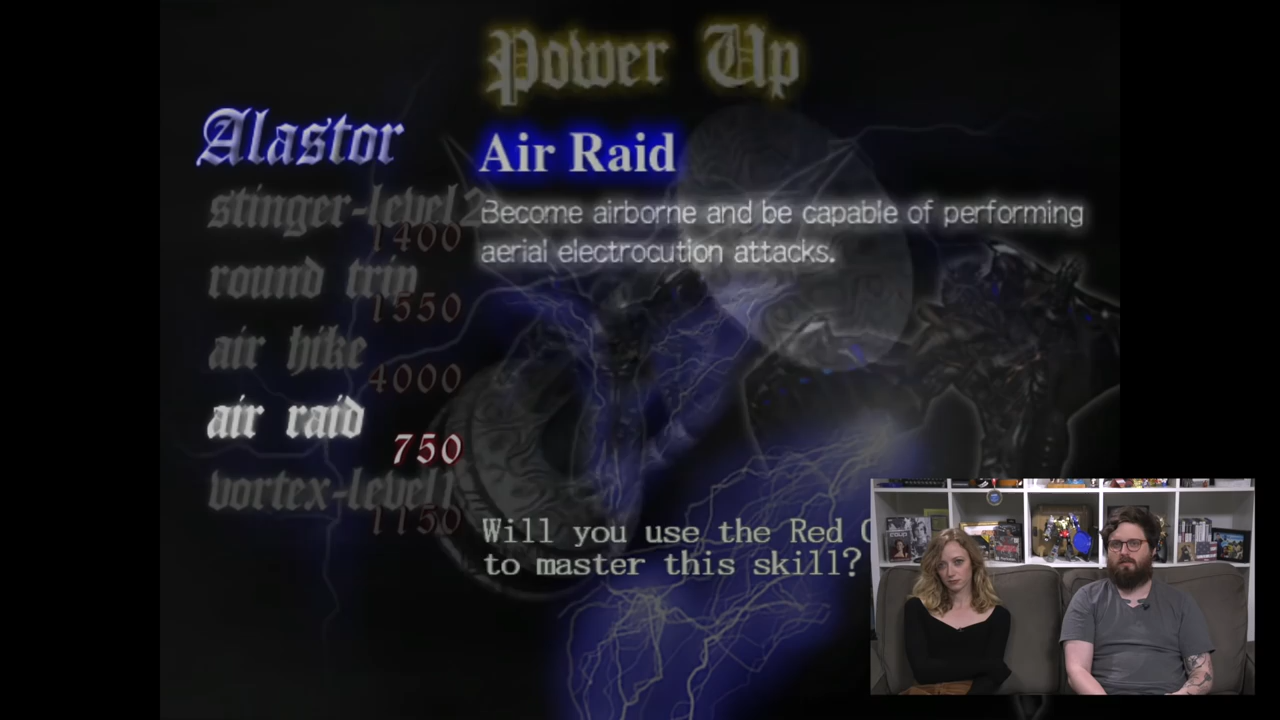 Power Up
Alastor
Air Raid
stinger-level 2
1400
Become airborne and be capable of performing
aerial electrocution attacks.
round trip
1550
air hike
4000
air raid
750
vortex-level1
1150
Will you use the Red
to master this skill?